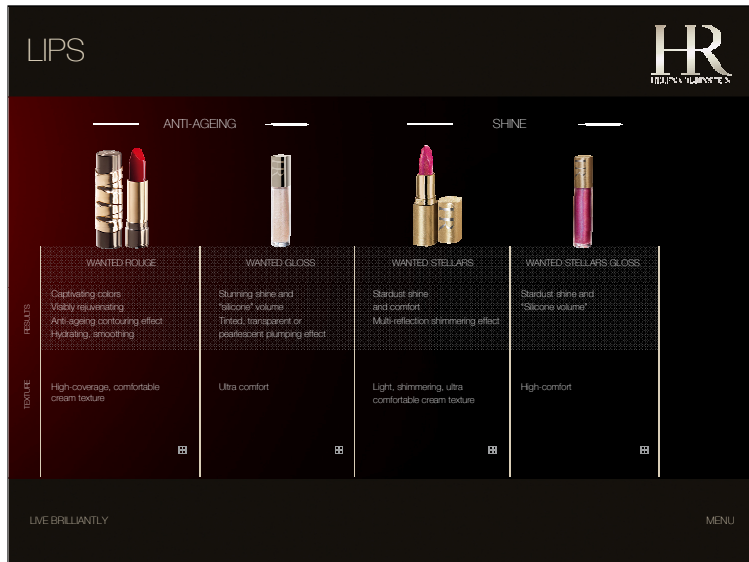 LIPS
HR
ANTI-AGEING
SHINE
WANTED ROUGE
WANTED GLOSS
WANTED STELLARS
WANTED STELLARS GLOSS
RESULTS
Captivating colors
Visibly rejuvenating
Anti-ageing contouring effect
Hydrating, smoothing
Stunning shine and
"silicone" volume
Tinted, transparent or
pearlescent plumping effect
Stardust shine
and comfort
Multi-reflection shimmering effect
Stardust shine and
"Silicone volume"
TEXTURE
High-coverage, comfortable
cream texture
Ultra comfort
Light, shimmering, ultra
comfortable cream texture
High-comfort
LIVE BRILLIANTLY
MENU